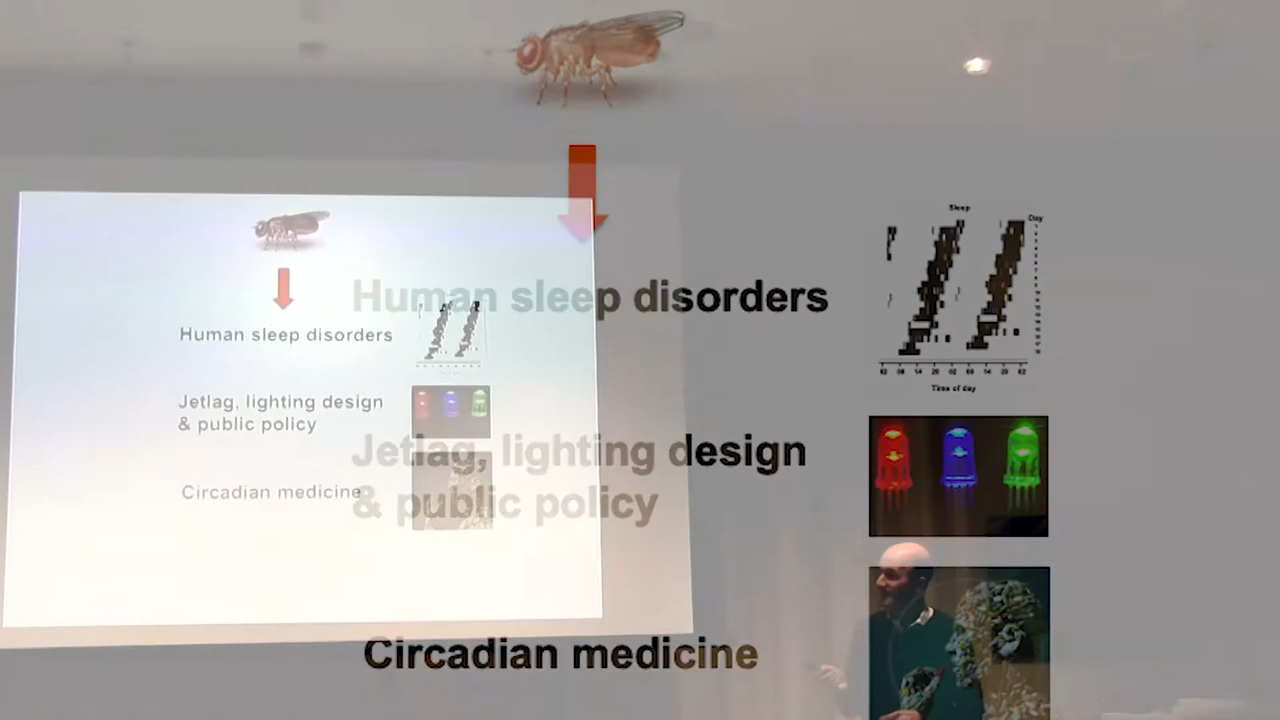 Human sleep disorders
Jetlag, lighting design
& public policy
Circadian medicine
Human sleep disorders
Jetlag, lighting design
& public policy
Circadian medicine
Sleep
Day
Time of day